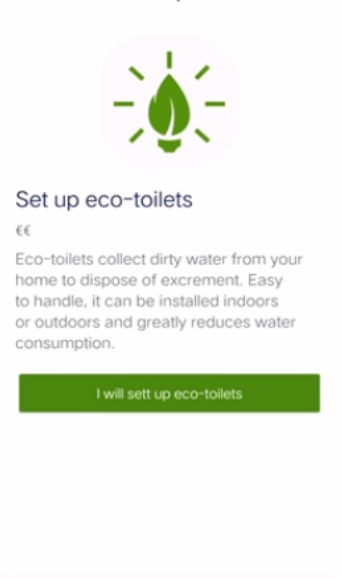 Set up eco-toilets
€€
Eco-toilets collect dirty water from your
home to dispose of excrement. Easy
to handle, it can be installed indoors
or outdoors and greatly reduces water
consumption.
I will sett up eco-toilets